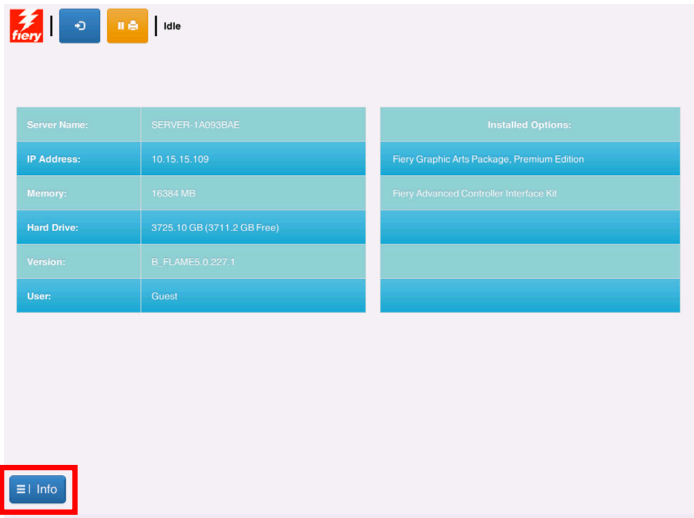 fiery
Idle
Server Name: SERVER-1A093BAE
IP Address: 10.15.15.109
Memory: 16384 MB
Hard Drive: 3725.10 GB (3711.2 GB Free)
Version: B_FLAME5.0.227.1
User: Guest
Installed Options:
Fiery Graphic Arts Package, Premium Edition
Fiery Advanced Controller Interface Kit
Info